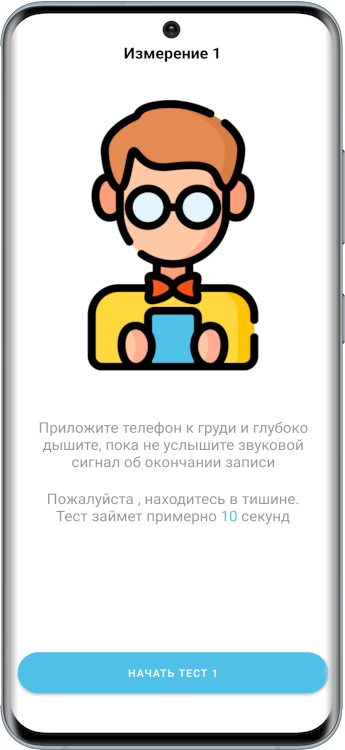 Измерение 1
Приложите телефон к груди и глубоко
дышите, пока не услышите звуковой
сигнал об окончании записи
Пожалуйста , находитесь в тишине.
Тест займет примерно 10 секунд
НАЧАТЬ ТЕСТ 1